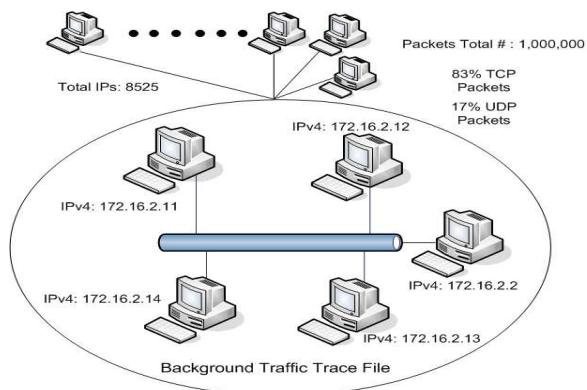 Packets Total # : 1,000,000
Total IPs: 8525
83% TCP
Packets
17% UDP
Packets
IPv4: 172.16.2.12
IPv4: 172.16.2.11
IPv4: 172.16.2.2
IPv4: 172.16.2.14
IPv4: 172.16.2.13
Background Traffic Trace File